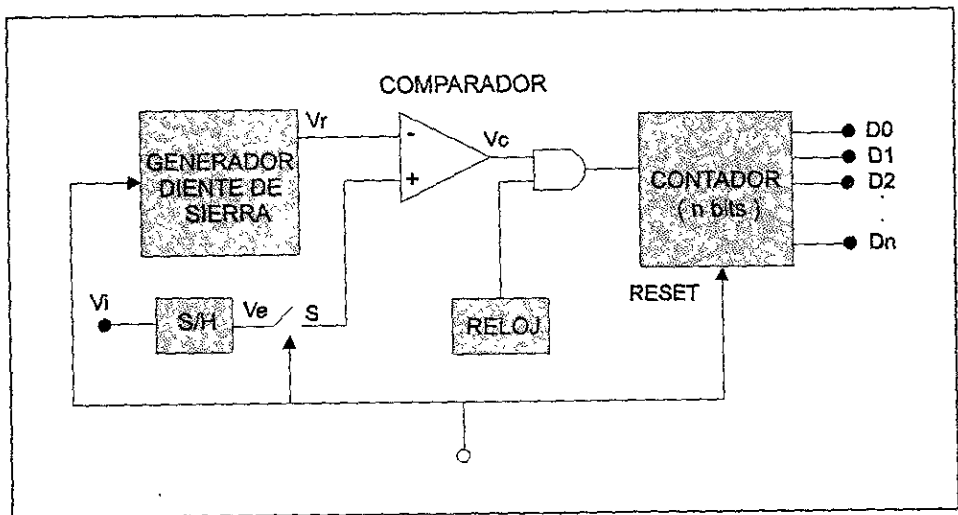 COMPARADOR
Vr
GENERADOR
DIENTE DE
SIERRA
-
+
Vc
CONTADOR
( n bits )
D0
D1
D2
Dn
RESET
Vi
S/H
Ve
S
RELOJ